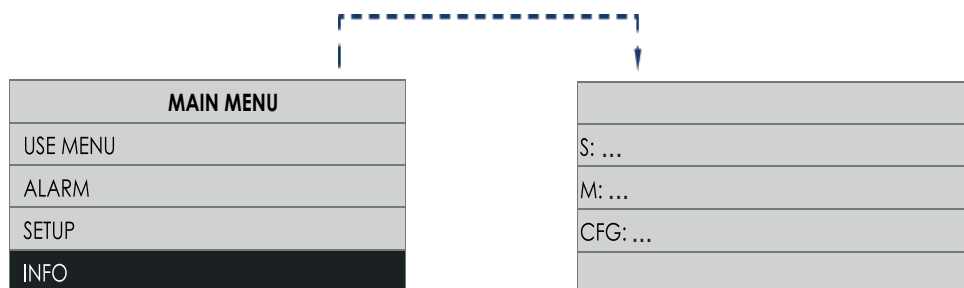 MAIN MENU
USE MENU
ALARM
SETUP
INFO
S: ...
M: ...
CFG: ...